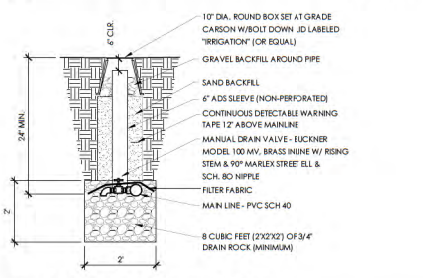 6" CLR.
10" DIA. ROUND BOX SET AT GRADE
CARSON W/BOLT DOWN LID LABELED
"IRRIGATION" (OR EQUAL)
GRAVEL BACKFILL AROUND PIPE
SAND BACKFILL
6" ADS SLEEVE (NON-PERFORATED)
CONTINUOUS DETECTABLE WARNING
TAPE 12" ABOVE MAINLINE
24" MIN.
MANUAL DRAIN VALVE - BUCKNER
MODEL 100 MV, BRASS INLINE W/ RISING
STEM & 90° MARLEX STREET ELL &
SCH. 80 NIPPLE
FILTER FABRIC
MAIN LINE - PVC SCH 40
2'
8 CUBIC FEET (2'X2'X2') OF 3/4"
DRAIN ROCK (MINIMUM)
2'